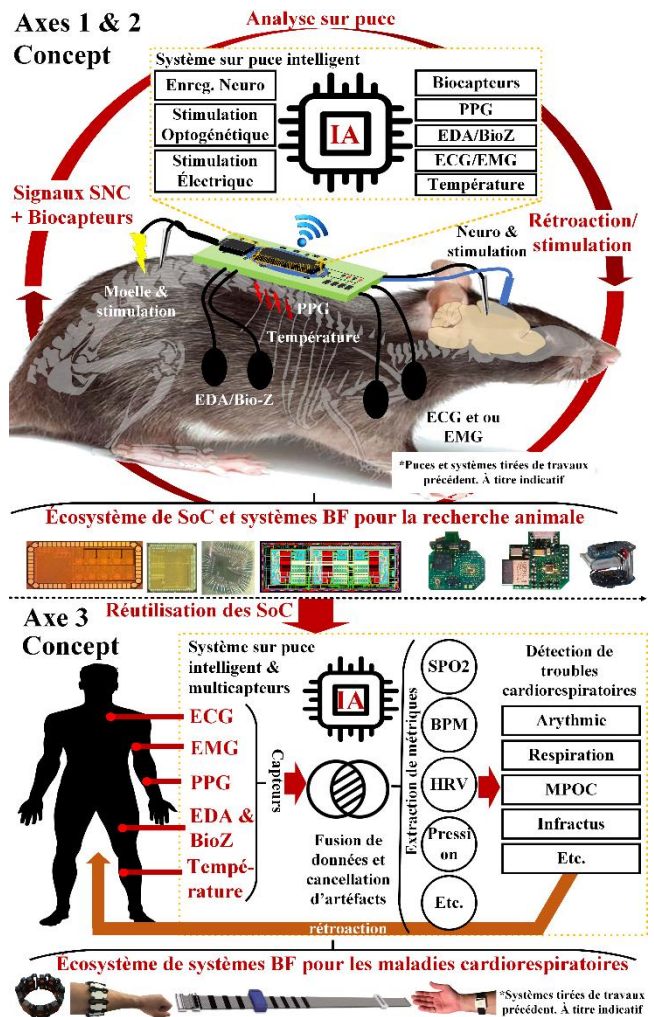 Axes 1 & 2
Concept
Analyse sur puce
Système sur puce intelligent
Enreg. Neuro
Stimulation
Optogénétique
Stimulation
Électrique
IA
Biocapteurs
PPG
EDA/BioZ
ECG/EMG
Température
Signaux SNC
+ Biocapteurs
Rétroaction/
stimulation
Neuro &
stimulation
Moelle &
stimulation
PPG
Température
EDA/Bio-Z
ECG et ou
EMG
*Puces et systèmes tirées de travaux
précédent. À titre indicatif
Écosystème de SoC et systèmes BF pour la recherche animale
Réutilisation des SoC
Axe 3
Concept
Système sur puce
intelligent &
multicapteurs
IA
ECG
EMG
PPG
EDA &
BioZ
Tempé-
rature
Capteurs
Fusion de
données et
cancellation
d'artéfacts
Extraction de métriques
SPO2
BPM
HRV
Pressi
on
Etc.
Détection de
troubles
cardiorespiratoires
Arythmic
Respiration
MPOC
Infractus
Etc.
rétroaction
Écosystème de systèmes BF pour les maladies cardiorespiratoires
*Systèmes tirées de travaux
précédent. À titre indicatif